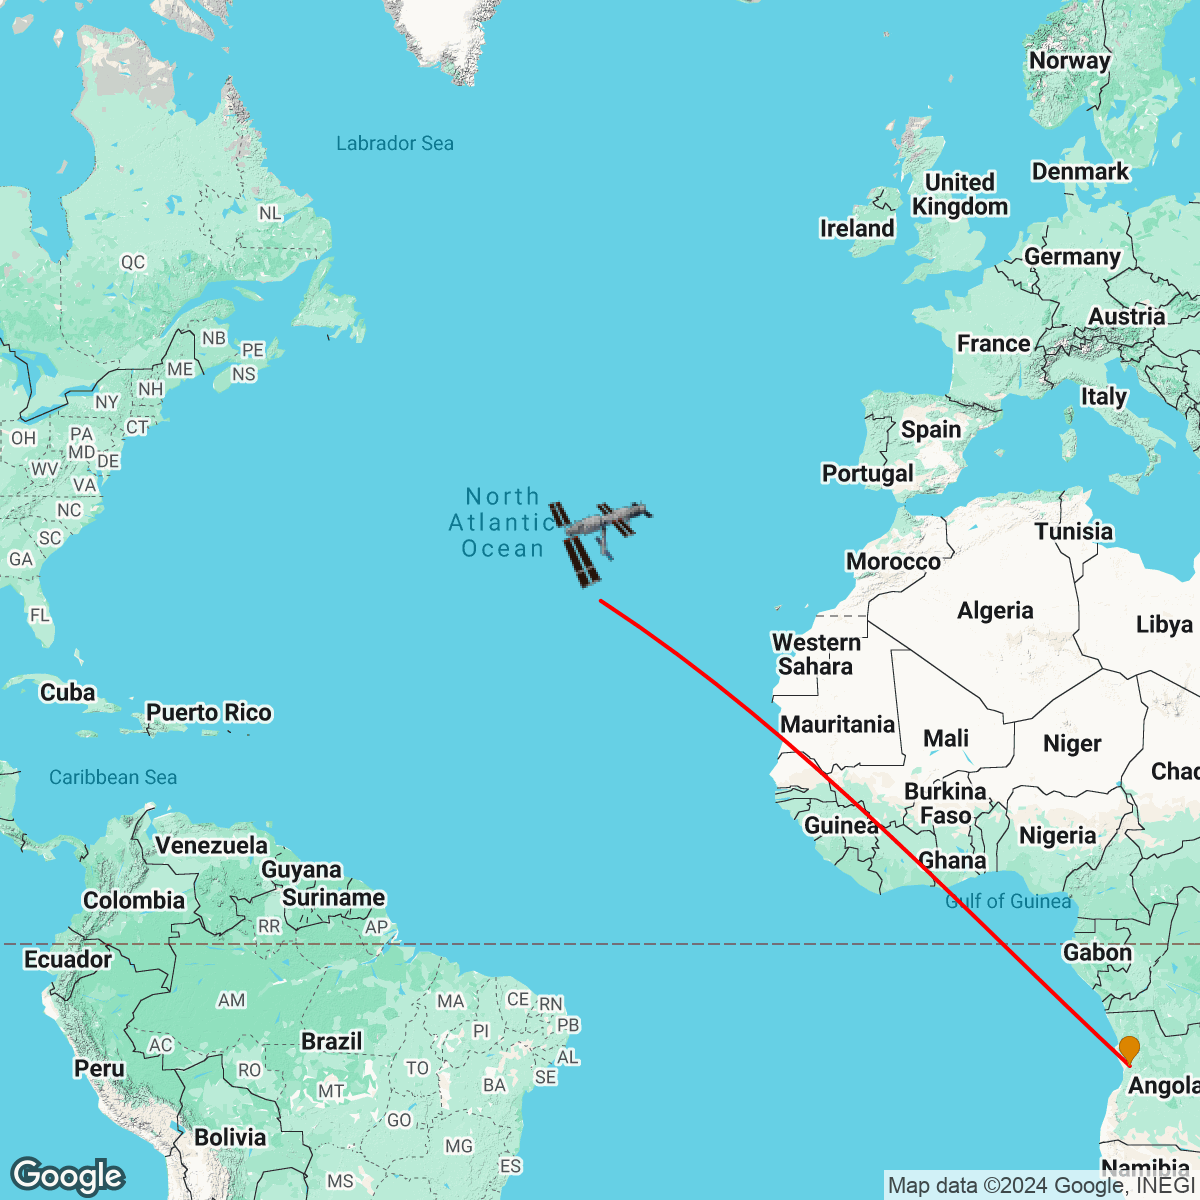 Norway
Labrador Sea
Denmark
United
Kingdom
NL
Ireland
QC
Germany
Austria
NB
France
PE
ME
NS
NH
Italy
NY
CT
Spain
OH
PA
MD
DE
WV
Portugal
VA
North
Atlantic
Ocean
NC
Tunisia
SC
GA
Morocco
Algeria
FL
Libya
Western
Sahara
Cuba
Puerto Rico
Mauritania
Mali
Niger
Caribbean Sea
Chad
Burkina
Faso
Guinea
Nigeria
Venezuela
Ghana
Guyana
Suriname
Colombia
Gulf of Guinea
RR
AP
Ecuador
Gabon
AM
MA
CE
RN
PI
PB
Brazil
AC
AL
Peru
RO
TO
SE
BA
Angola
MT
GO
Bolivia
MG
ES
Namibia
MS
Google
Map data ©2024 Google, INEGI